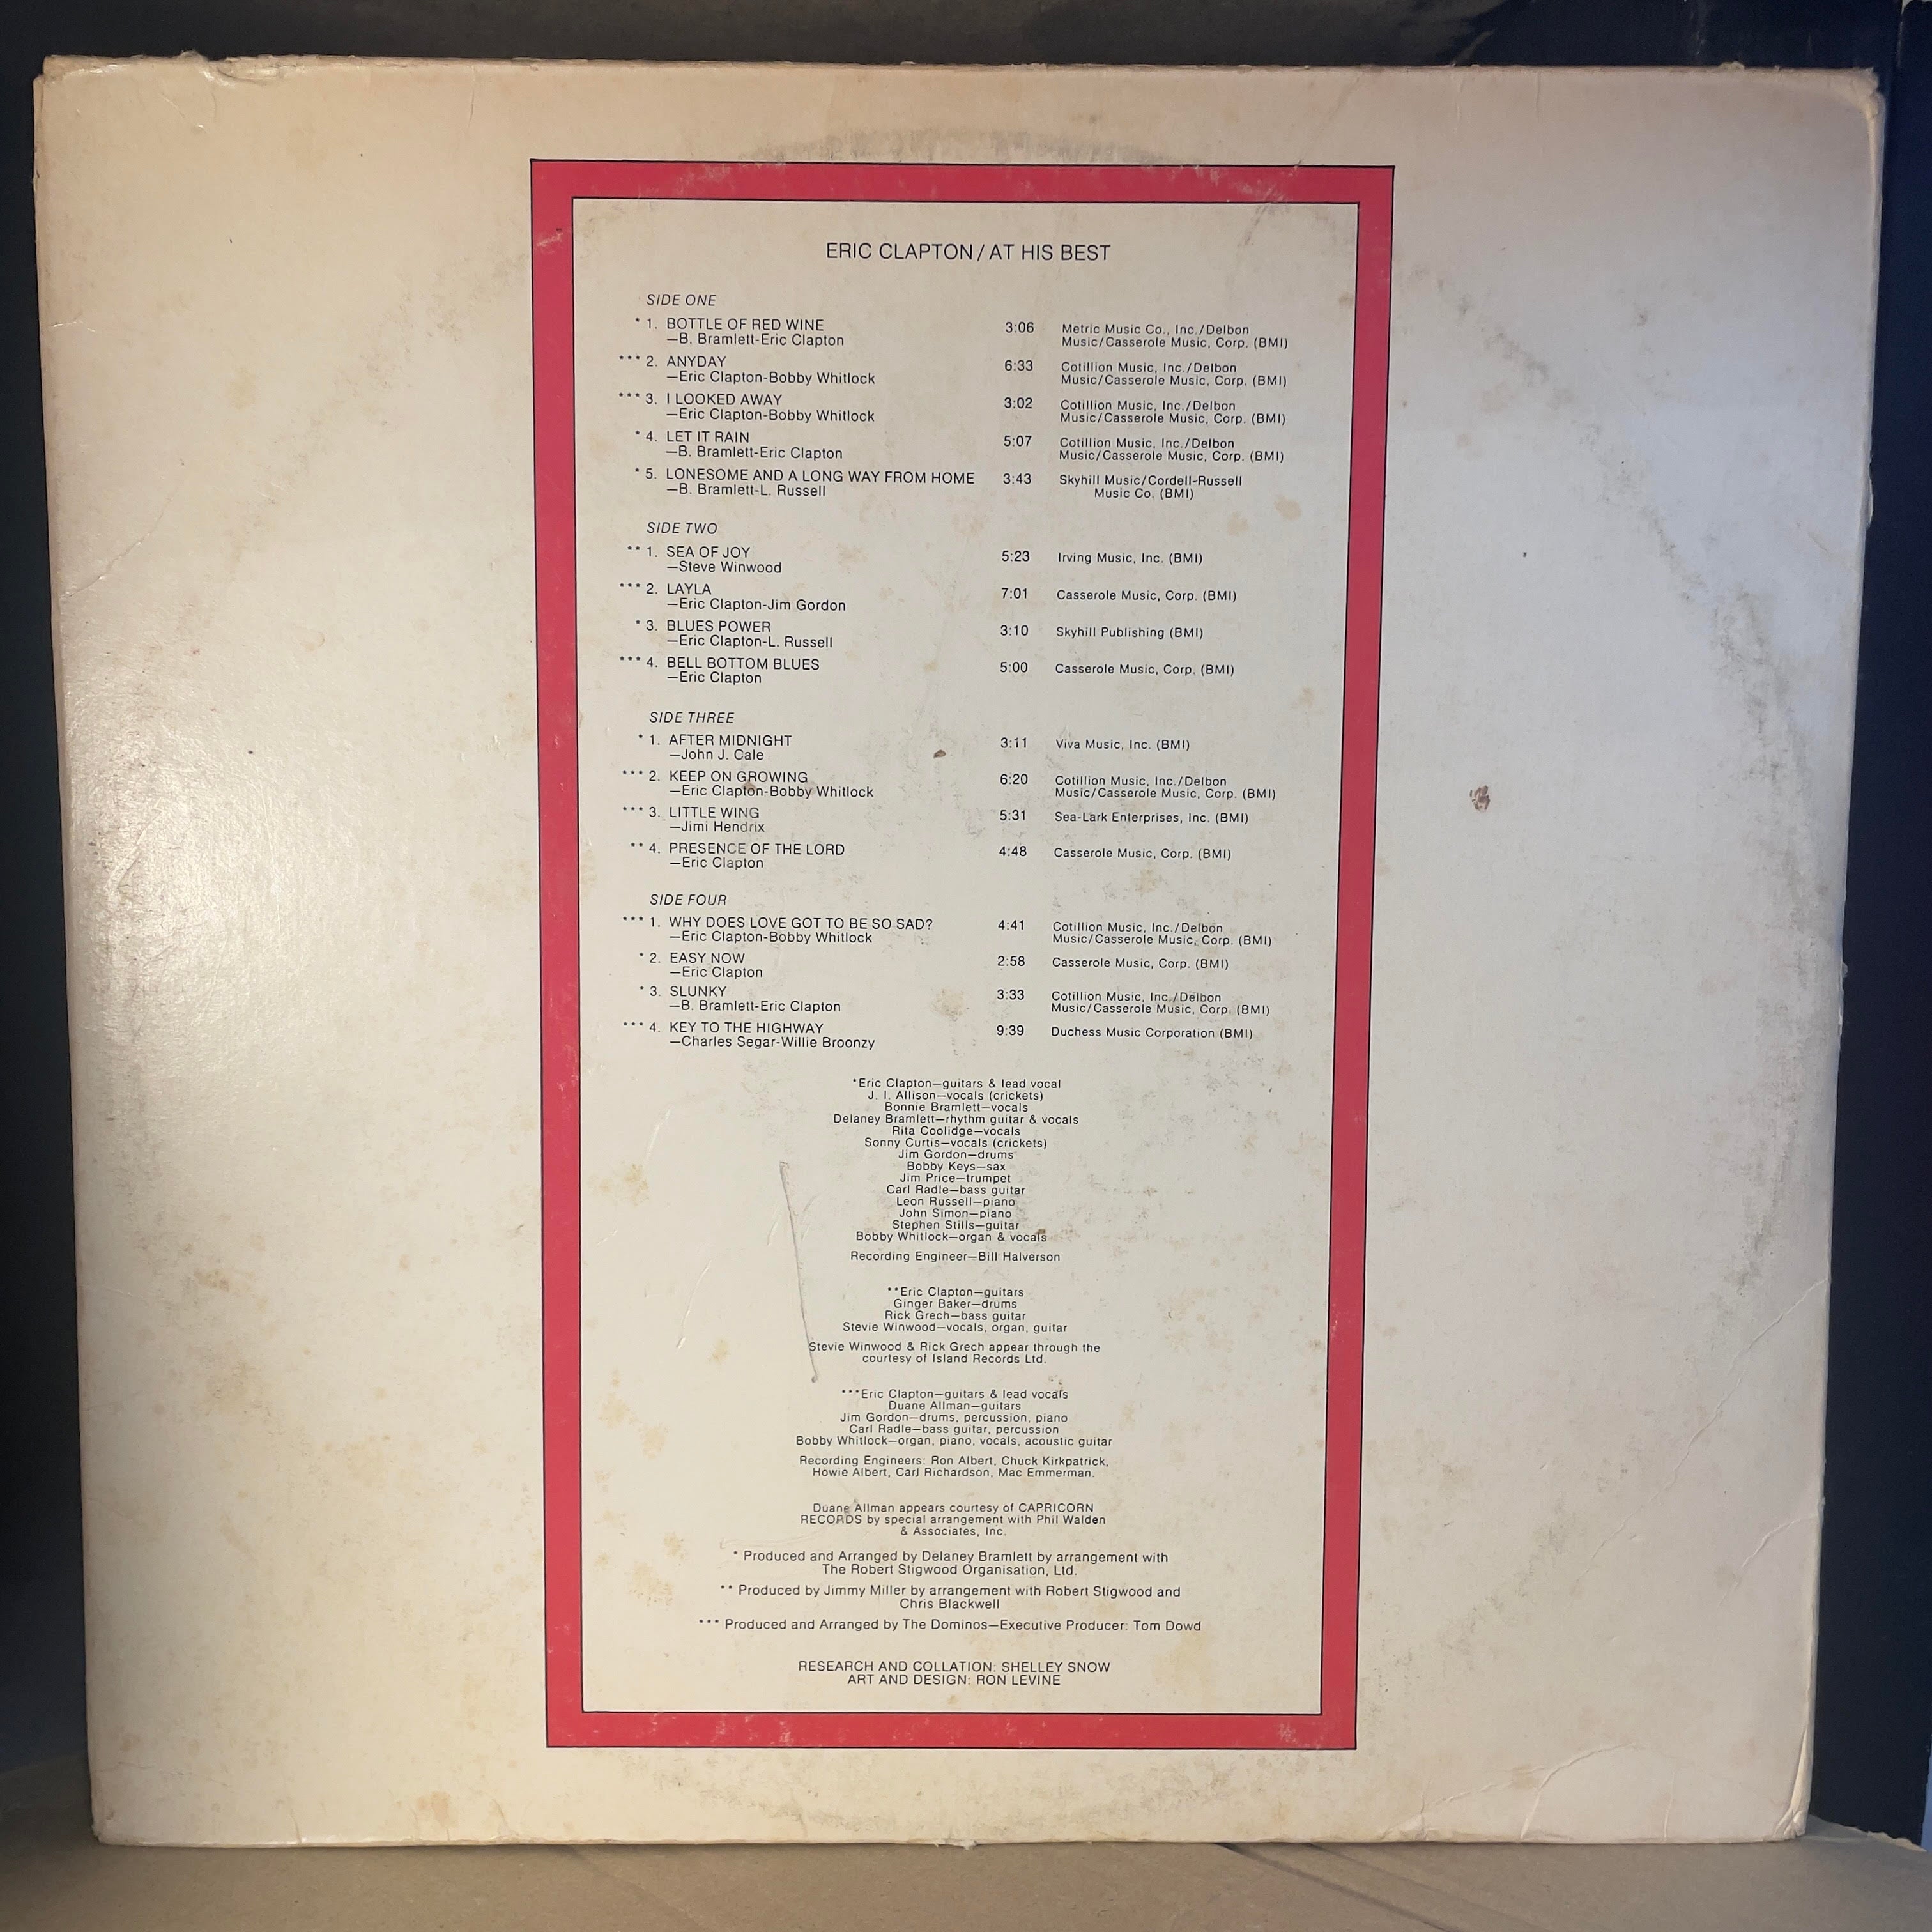 ERIC CLAPTON/AT HIS BEST
SIDE ONE
* 1. BOTTLE OF RED WINE 3:06 Metric Music Co., Inc./Delbon
—B. Bramlett-Eric Clapton Music/Casserole Music, Corp. (BMI)
*** 2. ANYDAY 6:33 Cotillion Music, Inc./Delbon
—Eric Clapton-Bobby Whitlock Music/Casserole Music, Corp. (BMI)
*** 3. I LOOKED AWAY 3:02 Cotillion Music, Inc./Delbon
—Eric Clapton-Bobby Whitlock Music/Casserole Music, Corp. (BMI)
* 4. LET IT RAIN 5:07 Cotillion Music, Inc./Delbon
—B. Bramlett-Eric Clapton Music/Casserole Music, Corp. (BMI)
* 5. LONESOME AND A LONG WAY FROM HOME 3:43 Skyhill Music/Cordell-Russell
—B. Bramlett-L. Russell Music Co. (BMI)
SIDE TWO
** 1. SEA OF JOY 5:23 Irving Music, Inc. (BMI)
—Steve Winwood
*** 2. LAYLA 7:01 Casserole Music, Corp. (BMI)
—Eric Clapton-Jim Gordon
* 3. BLUES POWER 3:10 Skyhill Publishing (BMI)
—Eric Clapton-L. Russell
*** 4. BELL BOTTOM BLUES 5:00 Casserole Music, Corp. (BMI)
—Eric Clapton
SIDE THREE
* 1. AFTER MIDNIGHT 3:11 Viva Music, Inc. (BMI)
—John J. Cale
*** 2. KEEP ON GROWING 6:20 Cotillion Music, Inc./Delbon
—Eric Clapton-Bobby Whitlock Music/Casserole Music, Corp. (BMI)
*** 3. LITTLE WING 5:31 Sea-Lark Enterprises, Inc. (BMI)
—Jimi Hendrix
** 4. PRESENCE OF THE LORD 4:48 Casserole Music, Corp. (BMI)
—Eric Clapton
SIDE FOUR
*** 1. WHY DOES LOVE GOT TO BE SO SAD? 4:41 Cotillion Music, Inc./Delbon
—Eric Clapton-Bobby Whitlock Music/Casserole Music, Corp. (BMI)
* 2. EASY NOW 2:58 Casserole Music, Corp. (BMI)
—Eric Clapton
* 3. SLUNKY 3:33 Cotillion Music, Inc./Delbon
—B. Bramlett-Eric Clapton Music/Casserole Music, Corp. (BMI)
*** 4. KEY TO THE HIGHWAY 9:39 Duchess Music Corporation (BMI)
—Charles Segar-Willie Broonzy
*Eric Clapton—guitars & lead vocal
J. I. Allison—vocals (crickets)
Bonnie Bramlett—vocals
Delaney Bramlett—rhythm guitar & vocals
Rita Coolidge—vocals
Sonny Curtis—vocals (crickets)
Jim Gordon—drums
Bobby Keys—sax
Jim Price—trumpet
Carl Radle—bass guitar
Leon Russell—piano
John Simon—piano
Stephen Stills—guitar
Bobby Whitlock—organ & vocals
Recording Engineer—Bill Halverson
**Eric Clapton—guitars
Ginger Baker—drums
Rick Grech—bass guitar
Stevie Winwood—vocals, organ, guitar
Stevie Winwood & Rick Grech appear through the
courtesy of Island Records Ltd.
***Eric Clapton—guitars & lead vocals
Duane Allman—guitars
Jim Gordon—drums, percussion, piano
Carl Radle—bass guitar, percussion
Bobby Whitlock—organ, piano, vocals, acoustic guitar
Recording Engineers: Ron Albert, Chuck Kirkpatrick,
Howie Albert, Carl Richardson, Mac Emmerman.
Duane Allman appears courtesy of CAPRICORN
RECORDS by special arrangement with Phil Walden
& Associates, Inc.
* Produced and Arranged by Delaney Bramlett by arrangement with
The Robert Stigwood Organisation, Ltd.
** Produced by Jimmy Miller by arrangement with Robert Stigwood and
Chris Blackwell
*** Produced and Arranged by The Dominos—Executive Producer: Tom Dowd
RESEARCH AND COLLATION: SHELLEY SNOW
ART AND DESIGN: RON LEVINE